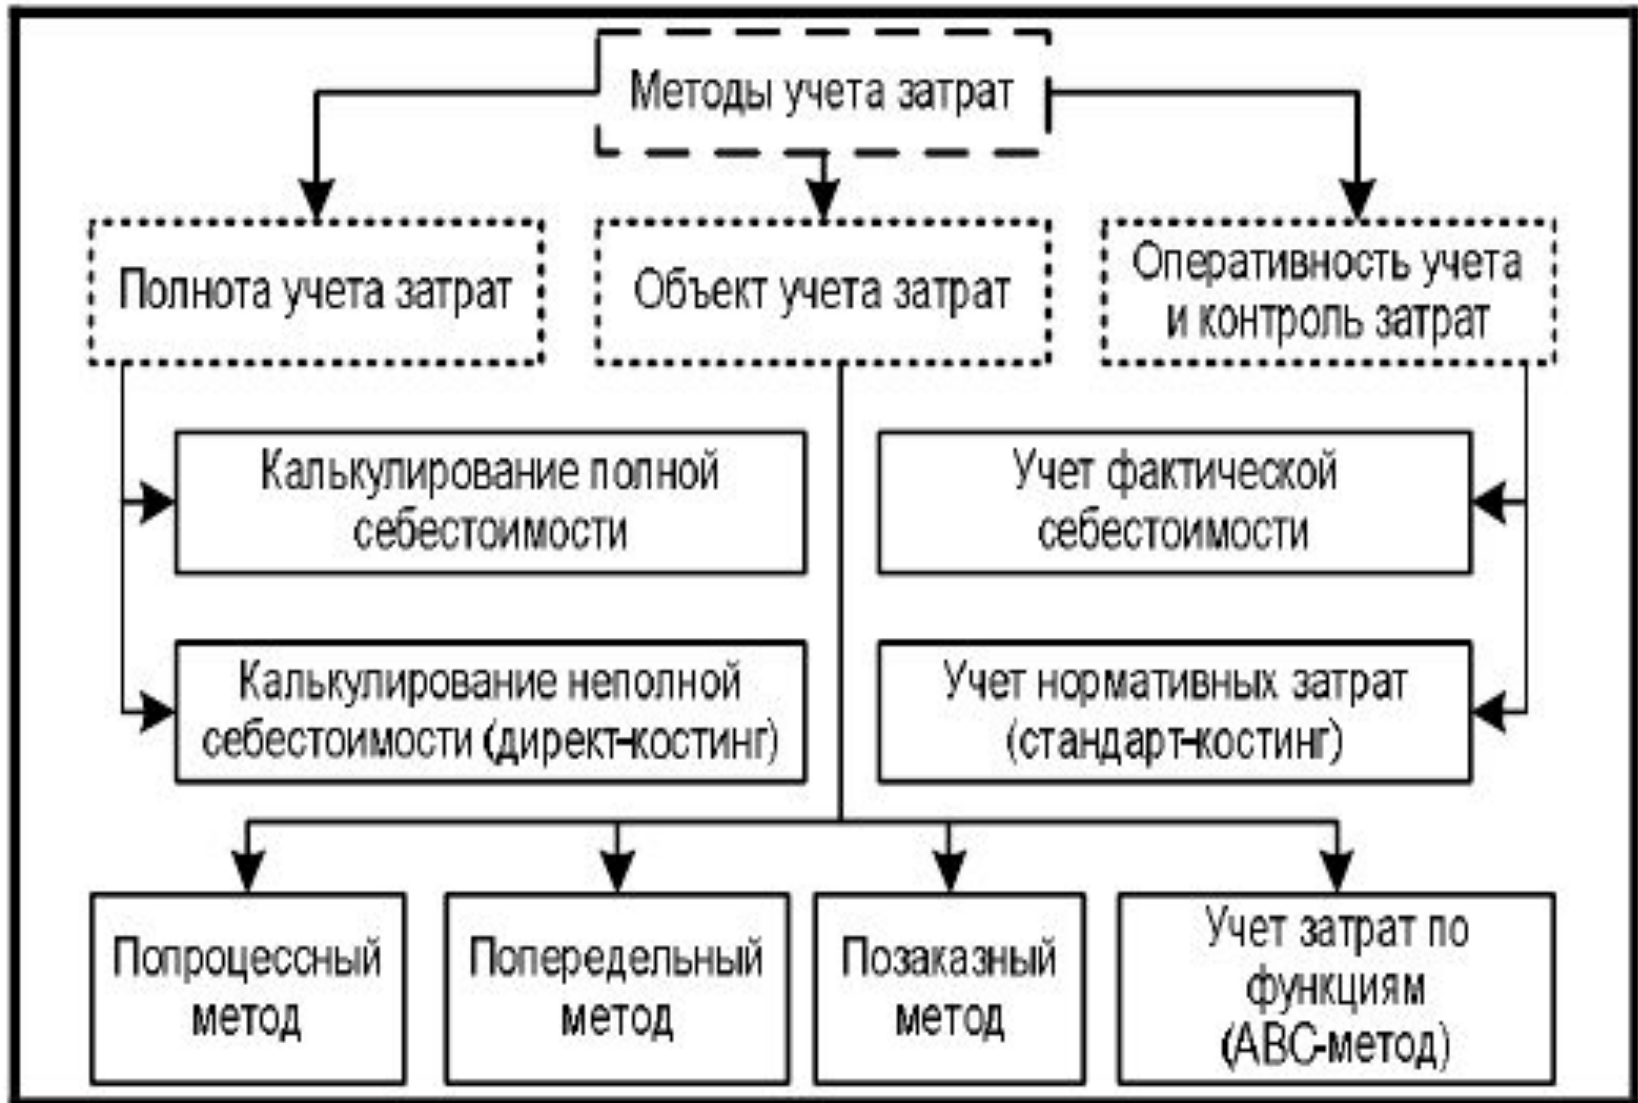 Методы учета затрат
Полнота учета затрат
Объект учета затрат
Оперативность учета
и контроль затрат
Калькулирование полной
себестоимости
Учет фактической
себестоимости
Калькулирование неполной
себестоимости (директ-костинг)
Учет нормативных затрат
(стандарт-костинг)
Попроцессный
метод
Попередельный
метод
Позаказный
метод
Учет затрат по
функциям
(АВС-метод)